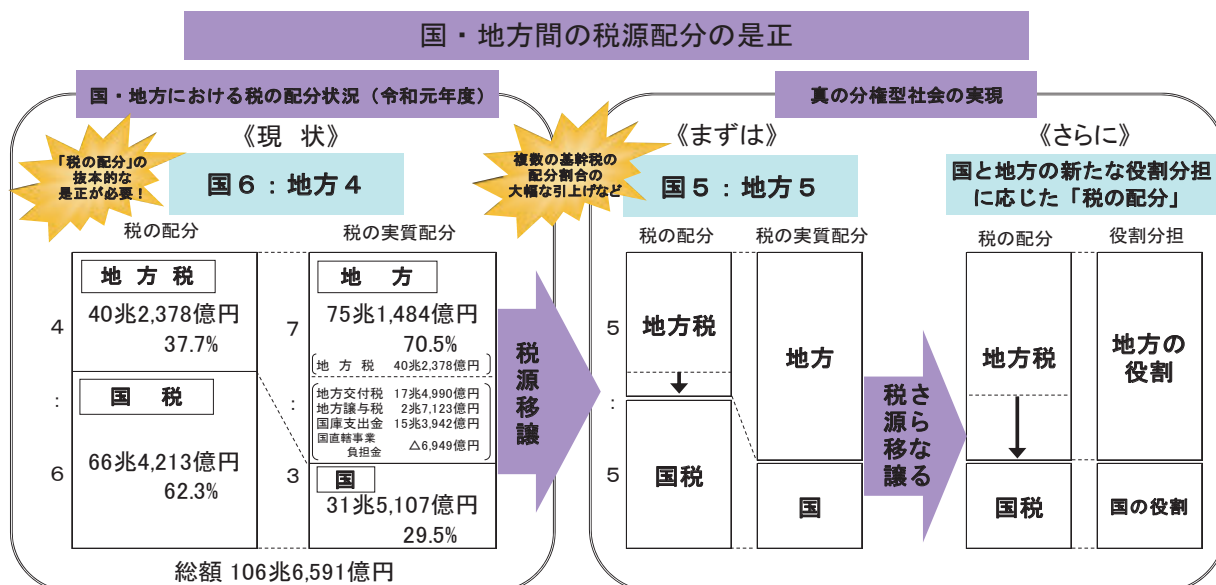 国・地方間の税源配分の是正
国・地方における税の配分状況（令和元年度）
《現 状》
「税の配分」の
抜本的な
是正が必要！
国６：地方４
税の配分
税の実質配分
4
:
6
地 方 税
40兆2,378億円
37.7%
国 税
66兆4,213億円
62.3%
7
:
3
地 方
75兆1,484億円
70.5%
地 方 税 40兆2,378億円
地方交付税 17兆4,990億円
地方譲与税 2兆7,123億円
国庫支出金 15兆3,942億円
国直轄事業
負担金 △6,949億円
国
31兆5,107億円
29.5%
総額 106兆6,591億円
税源移譲
真の分権型社会の実現
複数の基幹税の
配分割合の
大幅な引上げなど
《まずは》
国５：地方５
税の配分
税の実質配分
5
:
5
地方税
国税
地方
国
さらなる
税源移譲
《さらに》
国と地方の新たな役割分担
に応じた「税の配分」
税の配分
役割分担
地方税
国税
地方の
役割
国の役割